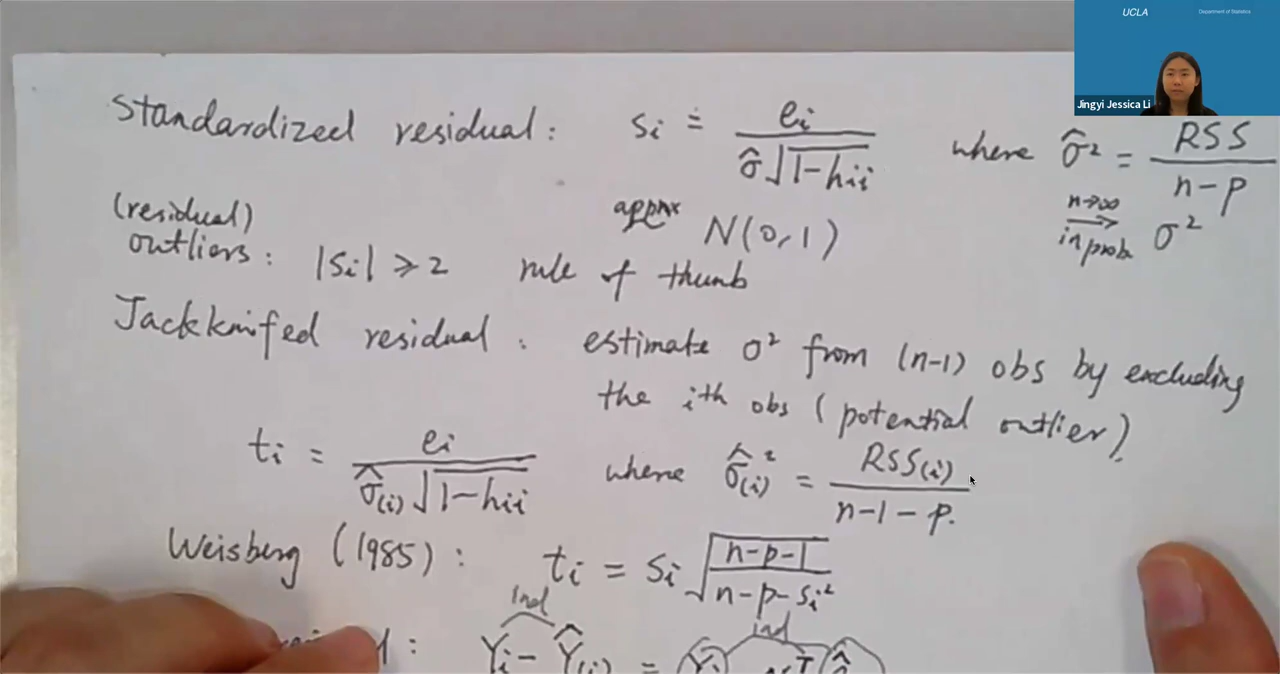 UCLA Department of Statistics
Jingyi Jessica Li
Standardized residual: sᵢ ≐ eᵢ / (σ̂ √(1-hᵢᵢ)) where σ̂² = RSS / (n-p)
n→∞ → in prob σ²
approx N(0,1)
(residual)
outliers: |sᵢ| ⩾ 2 rule of thumb
Jackknifed residual: estimate σ² from (n-1) obs by excluding
the iᵗʰ obs (potential outlier).
tᵢ = eᵢ / (σ̂₍ᵢ₎ √(1-hᵢᵢ)) where σ̂₍ᵢ₎² = RSS₍ᵢ₎ / (n-1-p).
Weisberg (1985): tᵢ = sᵢ √((n-p-1) / (n-p-sᵢ²))
ind ind
: Yᵢ - Ŷ₍ᵢ₎ =